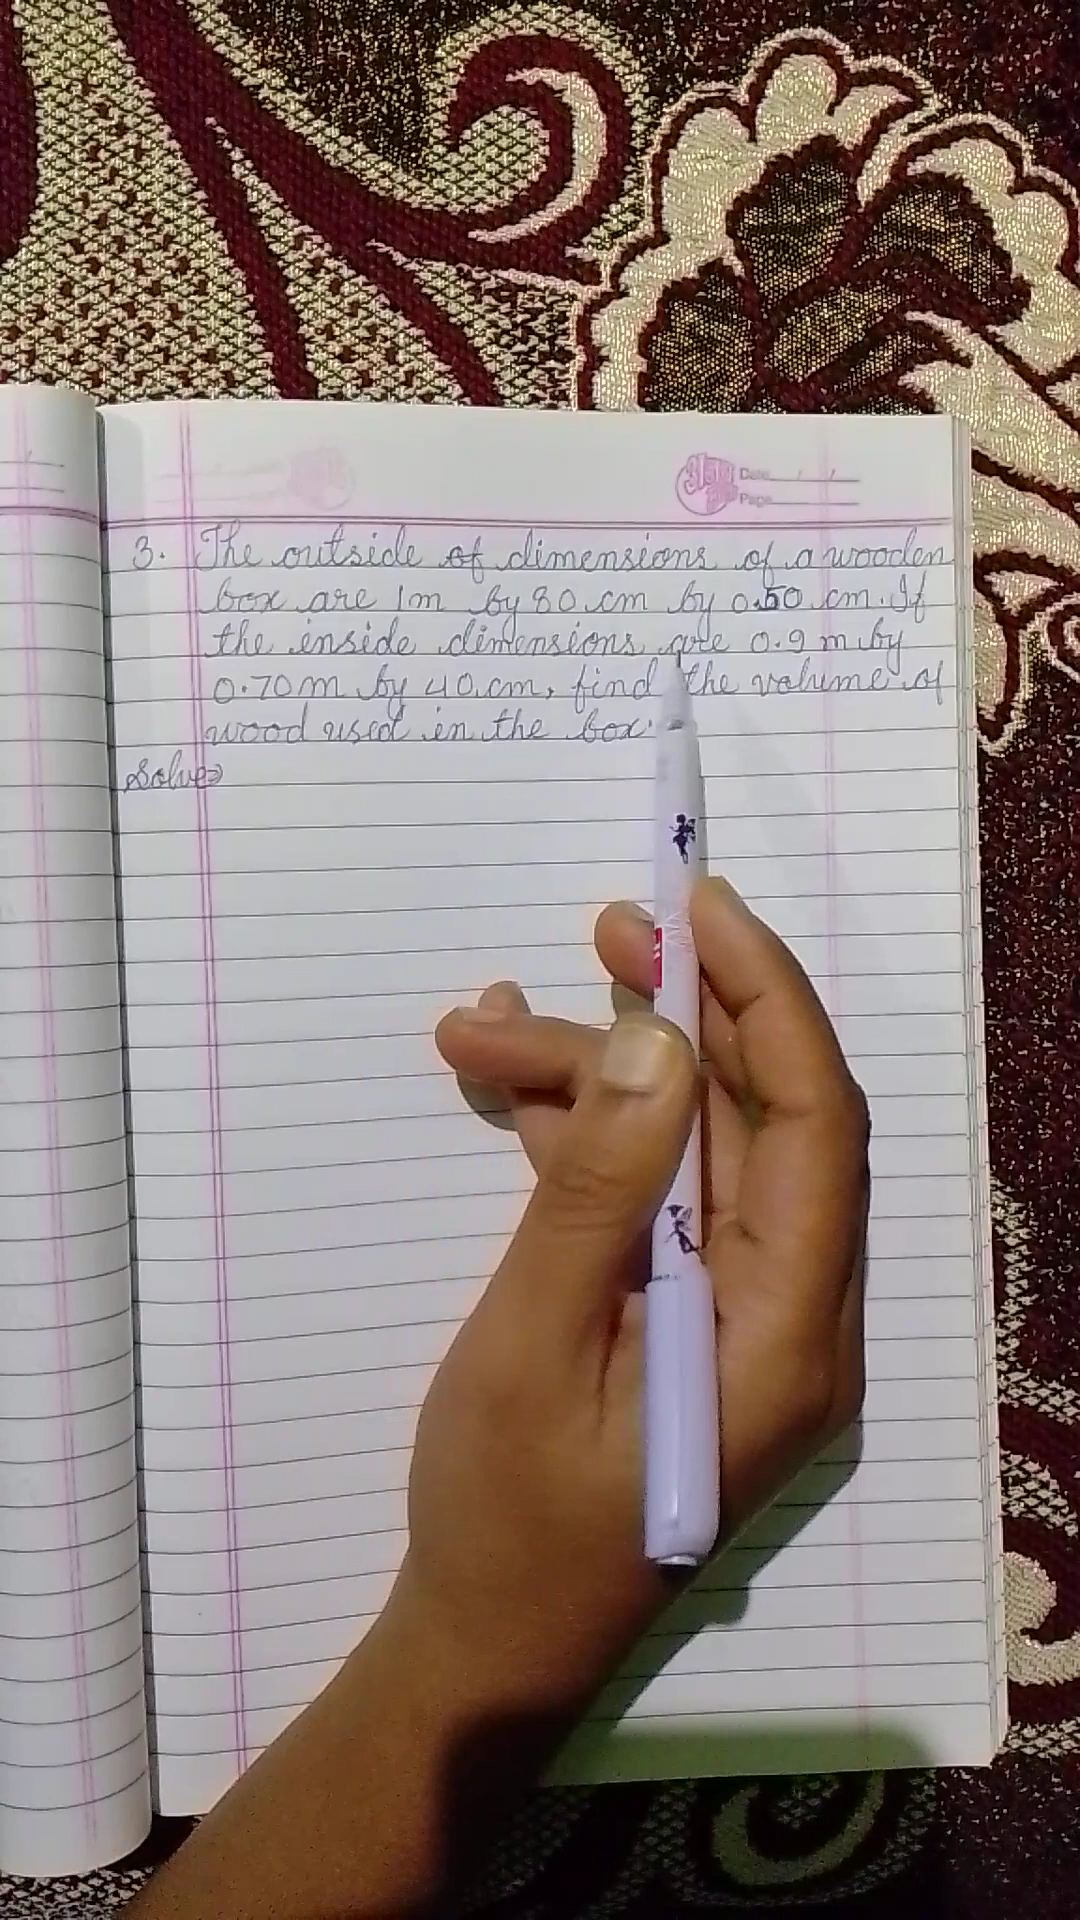 Date
Page
3. The outside of dimensions of a wooden
box are 1m by 80 cm by 0.50 cm. If
the inside dimensions are 0.9 m by
0.70 m by 40 cm, find the volume of
wood used in the box.
Solve